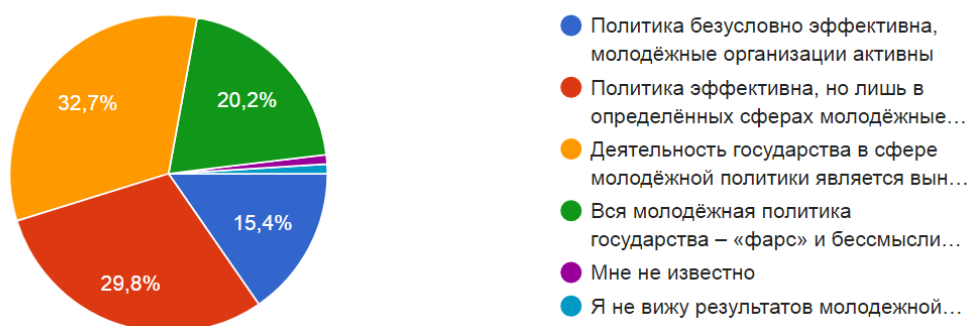 32,7%
20,2%
15,4%
29,8%
Политика безусловно эффективна,
молодёжные организации активны
Политика эффективна, но лишь в
определённых сферах молодёжные…
Деятельность государства в сфере
молодёжной политики является вын…
Вся молодёжная политика
государства – «фарс» и бессмысли…
Мне не известно
Я не вижу результатов молодежной…